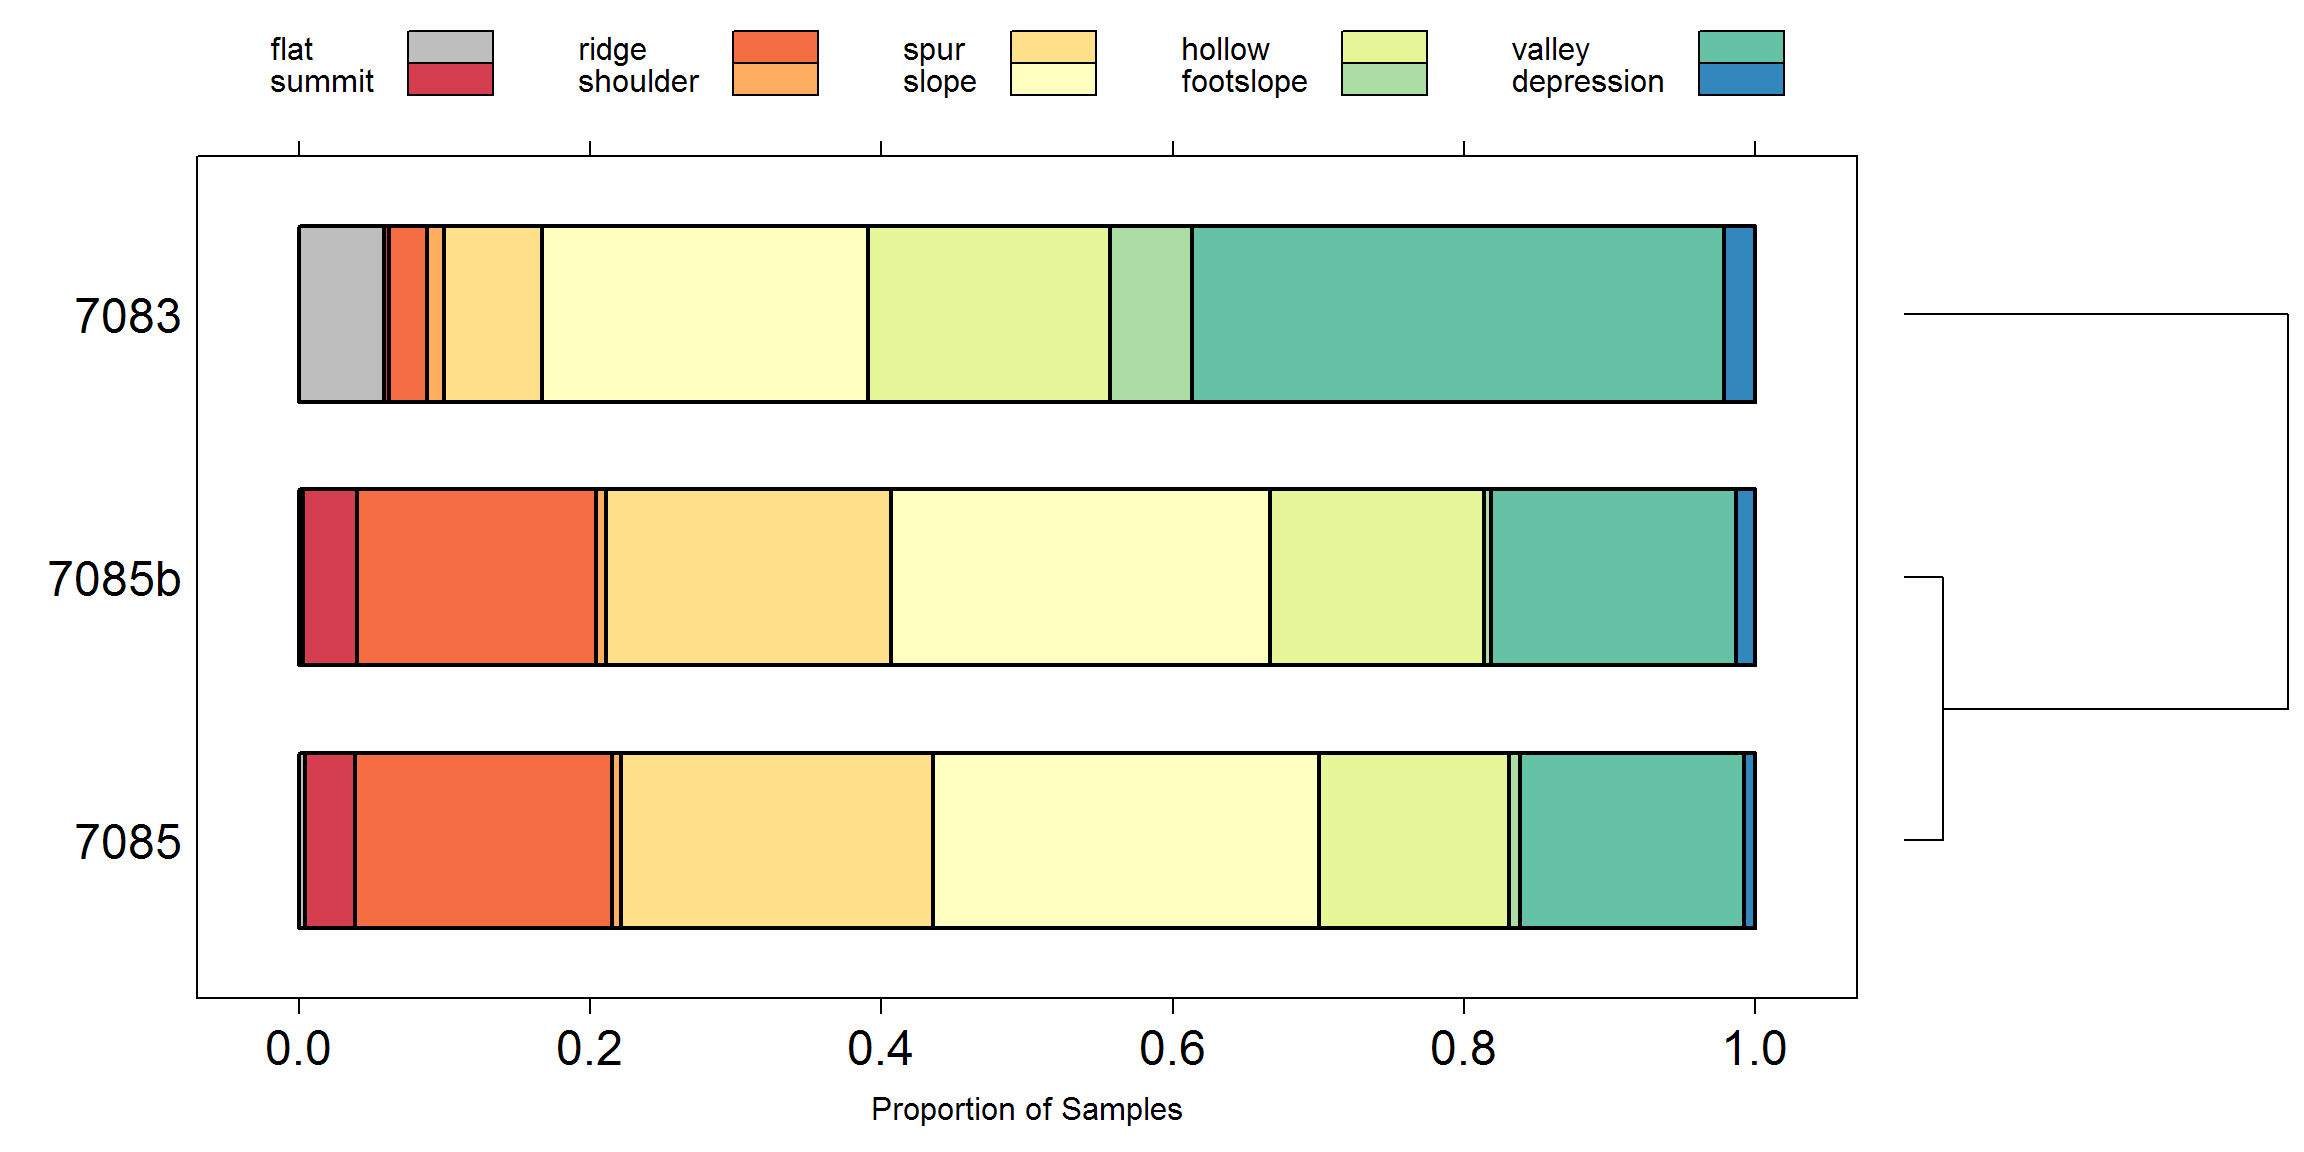 flat ridge spur hollow valley
summit shoulder slope footslope depression
7083
7085b
7085
0.0 0.2 0.4 0.6 0.8 1.0
Proportion of Samples